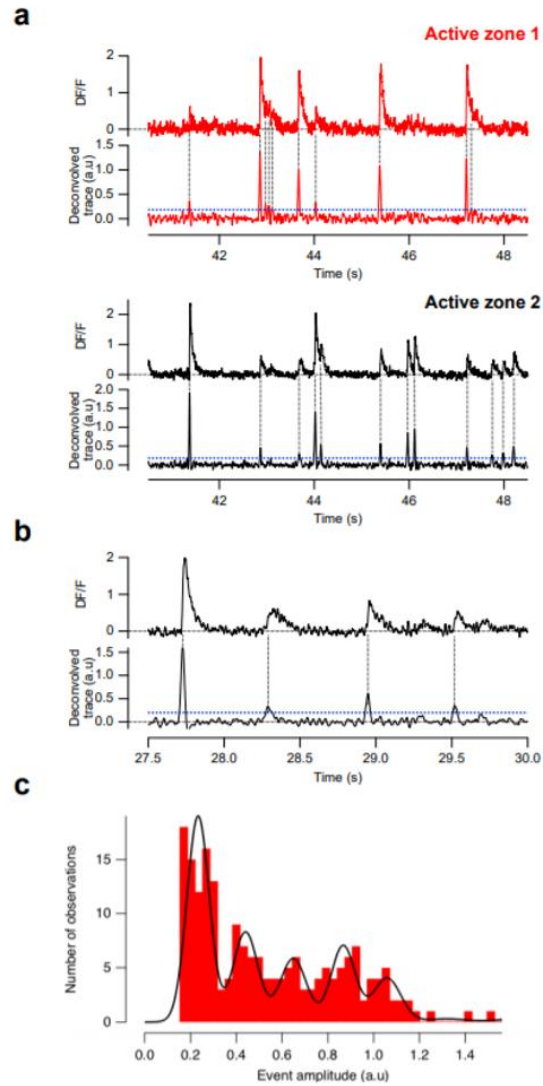 a
Active zone 1
DF/F
2
1
0
Deconvolved
trace (a.u)
1.5
1.0
0.5
0.0
42 44 46 48
Time (s)
Active zone 2
DF/F
2
1
0
Deconvolved
trace (a.u)
2.0
1.5
1.0
0.5
0.0
42 44 46 48
Time (s)
b
DF/F
2
1
0
Deconvolved
trace (a.u)
1.5
1.0
0.5
0.0
27.5 28.0 28.5 29.0 29.5 30.0
Time (s)
c
Number of observations
15
10
5
0
0.0 0.2 0.4 0.6 0.8 1.0 1.2 1.4
Event amplitude (a.u)